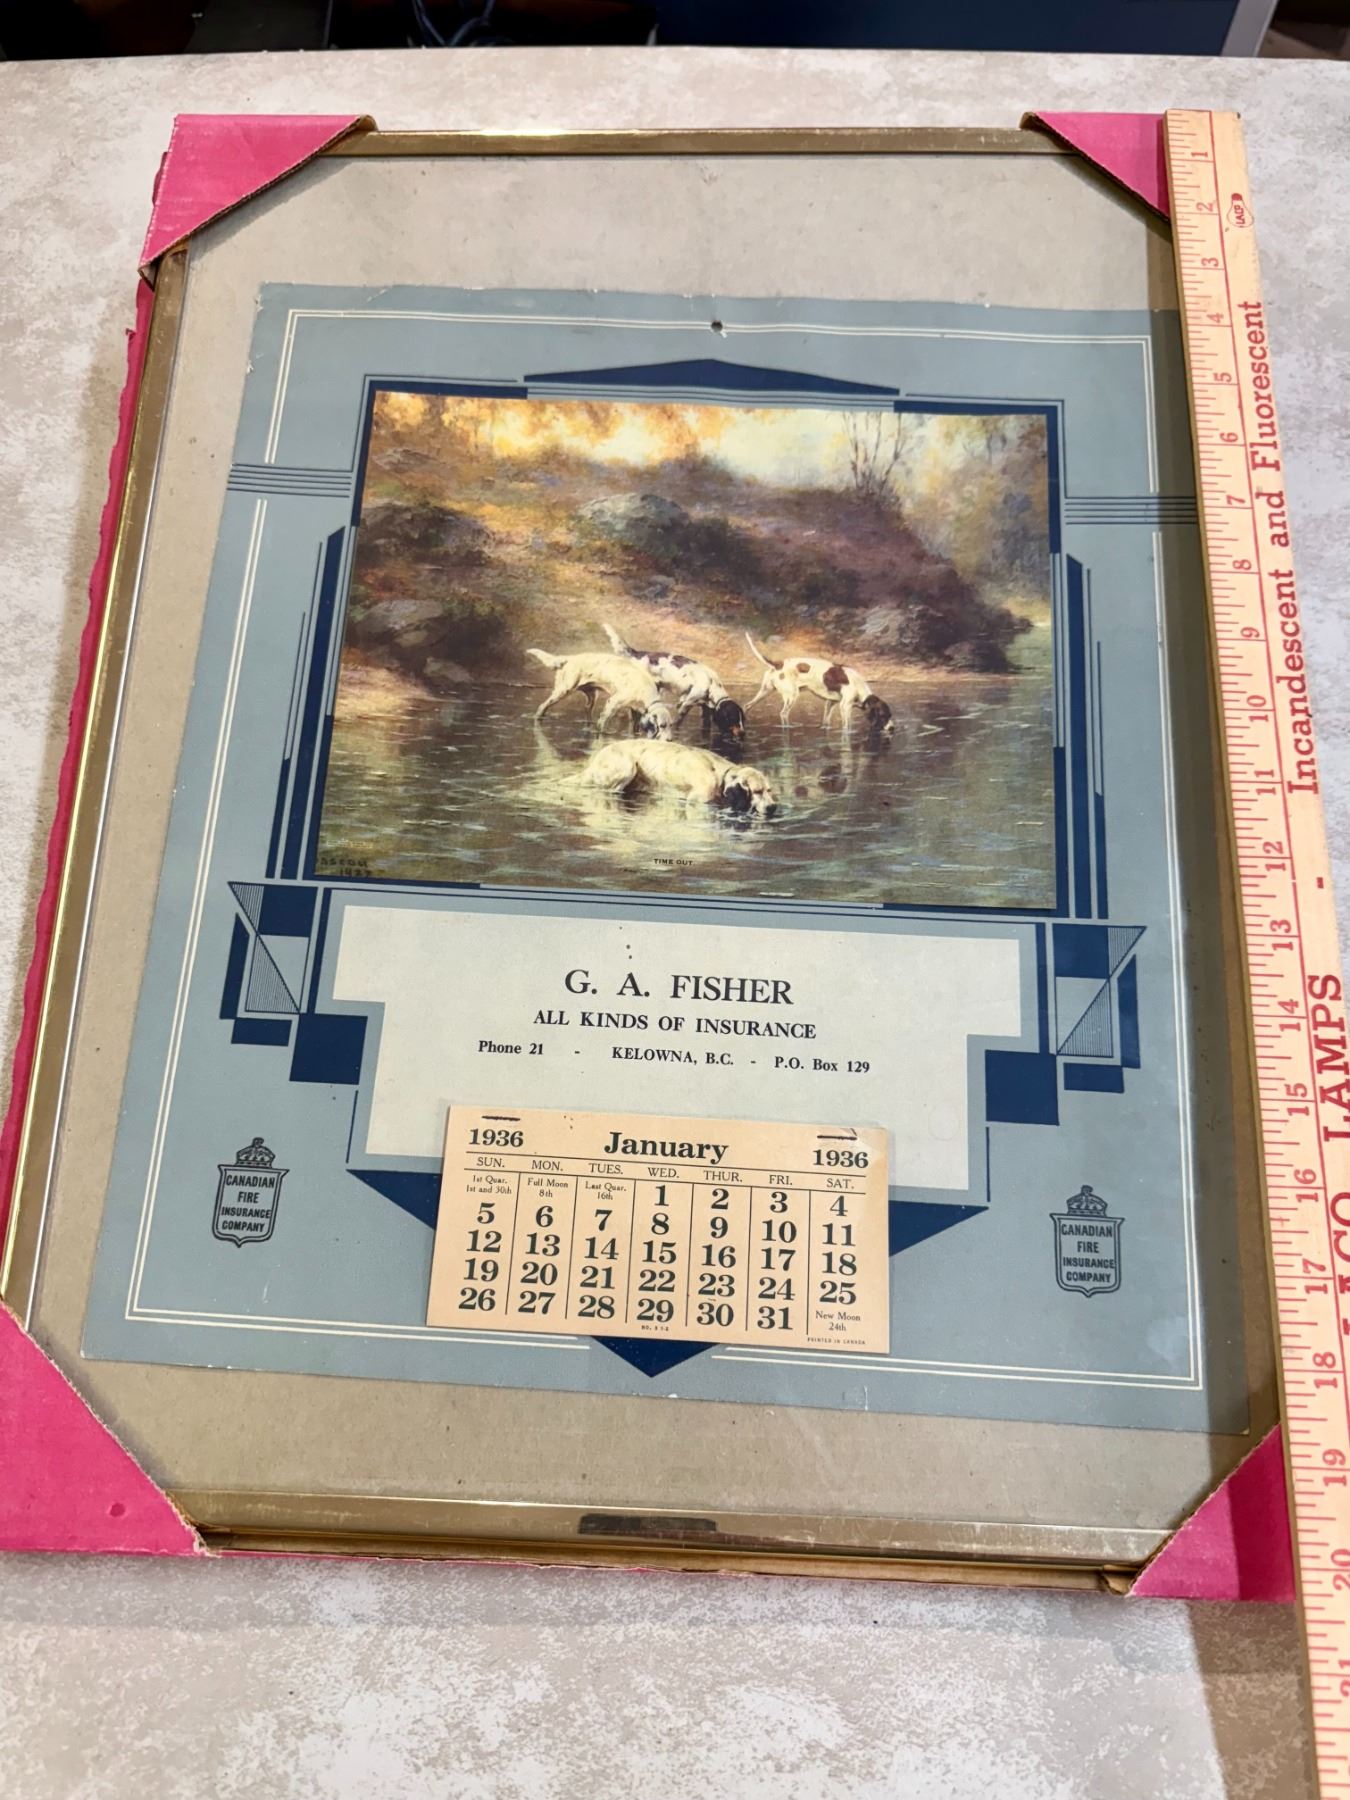 TIME OUT
1927
G. A. FISHER
ALL KINDS OF INSURANCE
Phone 21 - KELOWNA, B.C. - P.O. Box 129
1936 January 1936
SUN. MON. TUES. WED. THUR. FRI. SAT.
1st Quar. 1st and 30th Full Moon 8th Last Quar. 16th 1 2 3 4
5 6 7 8 9 10 11
12 13 14 15 16 17 18
19 20 21 22 23 24 25
26 27 28 29 30 31 New Moon 24th
PRINTED IN CANADA
CANADIAN
FIRE
INSURANCE
COMPANY
CANADIAN
FIRE
INSURANCE
COMPANY
1 2 3 4 5 6 7 8 9 10 11 12 13 14 15 16 17 18 19 20 21
LACO LAMPS - Incandescent and Fluorescent